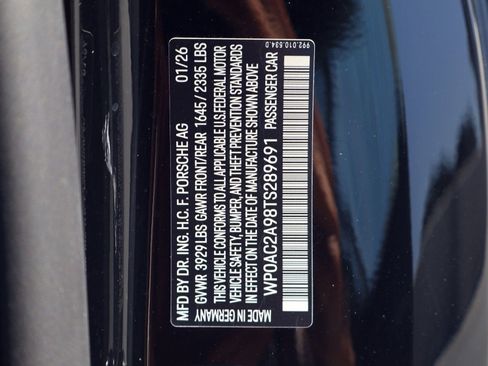 992.010.534.0
MFD BY DR. ING. H.C. F. PORSCHE AG 01/26
GVWR 3929 LBS GAWR FRONT/REAR 1645/ 2335 LBS
THIS VEHICLE CONFORMS TO ALL APPLICABLE U.S.FEDERAL MOTOR
VEHICLE SAFETY, BUMPER, AND THEFT PREVENTION STANDARDS
IN EFFECT ON THE DATE OF MANUFACTURE SHOWN ABOVE
WP0AC2A98TS289691 PASSENGER CAR
MADE IN GERMANY